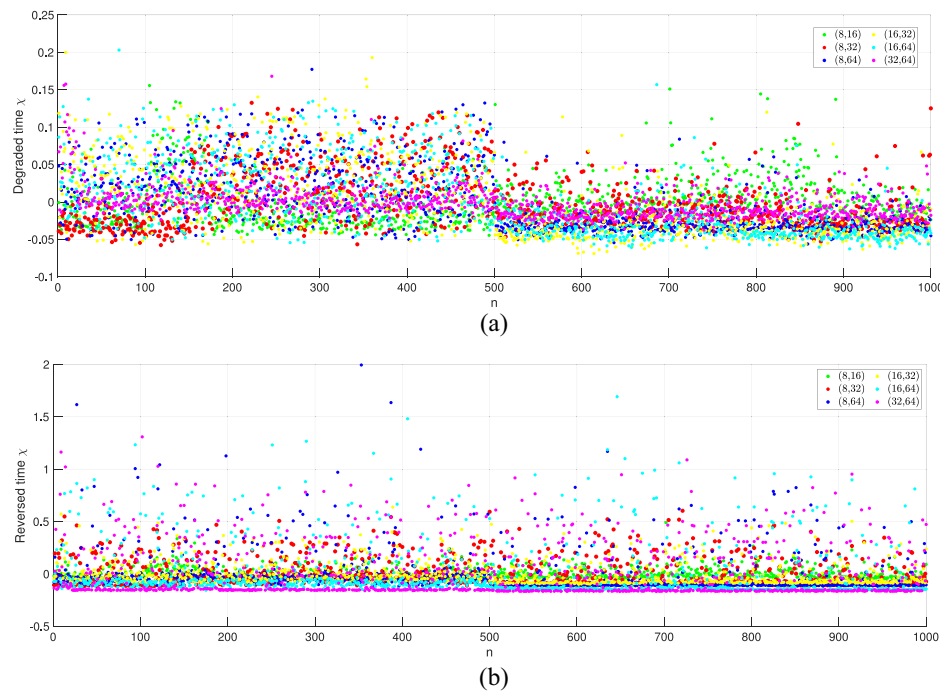 0.25
0.2
0.15
0.1
0.05
0
-0.05
-0.1
Degraded time χ
(8,16) (16,32)
(8,32) (16,64)
(8,64) (32,64)
0 100 200 300 400 500 600 700 800 900 1000
n
(a)
2
1.5
1
0.5
0
-0.5
Reversed time χ
(8,16) (16,32)
(8,32) (16,64)
(8,64) (32,64)
0 100 200 300 400 500 600 700 800 900 1000
n
(b)